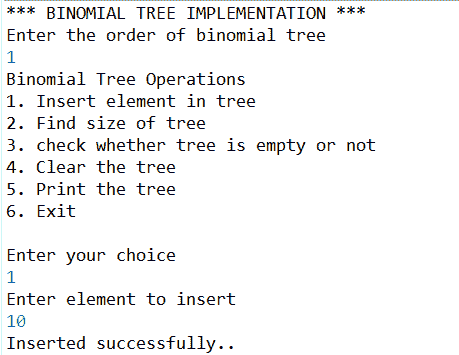 *** BINOMIAL TREE IMPLEMENTATION ***
Enter the order of binomial tree
1
Binomial Tree Operations
1. Insert element in tree
2. Find size of tree
3. check whether tree is empty or not
4. Clear the tree
5. Print the tree
6. Exit
Enter your choice
1
Enter element to insert
10
Inserted successfully..